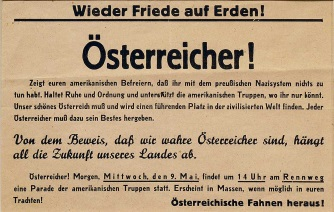 Wieder Friede auf Erden!
Österreicher!
Zeigt euren amerikanischen Befreiern, daß ihr mit dem preußischen Nazisystem nichts zu
tun habt. Haltet Ruhe und Ordnung und unterstützt die amerikanischen Truppen, wo ihr nur könnt.
Unser schönes Österreich muß und wird einen führenden Platz in der zivilisierten Welt finden. Jeder
Österreicher muß dazu sein Bestes hergeben.
Von dem Beweis, daß wir wahre Österreicher sind, hängt
all die Zukunft unseres Landes ab.
Österreicher! Morgen, Mittwoch, den 9. Mai, findet um 14 Uhr am Rennweg
eine Parade der amerikanischen Truppen statt. Erscheint in Massen, wenn möglich in euren
Trachten!
Österreichische Fahnen heraus!